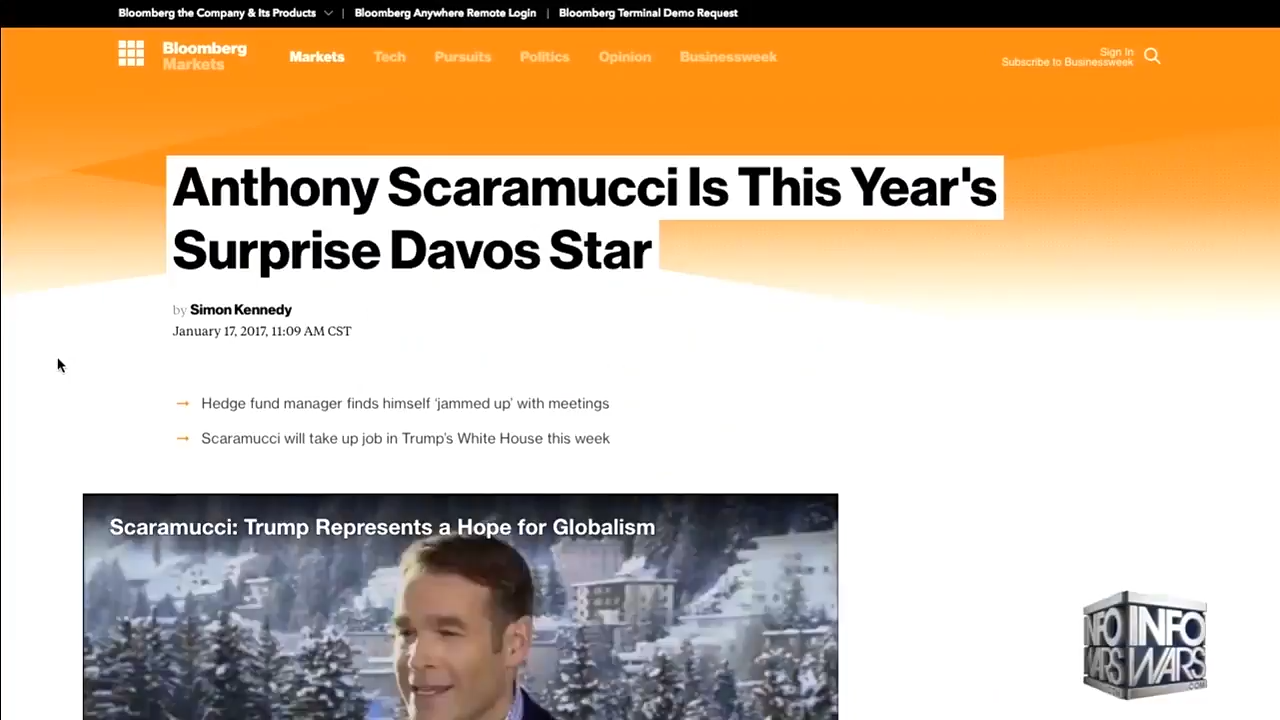 Bloomberg the Company & Its Products | Bloomberg Anywhere Remote Login | Bloomberg Terminal Demo Request
Bloomberg
Markets
Markets Tech Pursuits Politics Opinion Businessweek
Sign In
Subscribe to Businessweek
Anthony Scaramucci Is This Year's
Surprise Davos Star
by Simon Kennedy
January 17, 2017, 11:09 AM CST
→ Hedge fund manager finds himself ‘jammed up’ with meetings
→ Scaramucci will take up job in Trump’s White House this week
Scaramucci: Trump Represents a Hope for Globalism
INFO INFO
WARS WARS
.COM